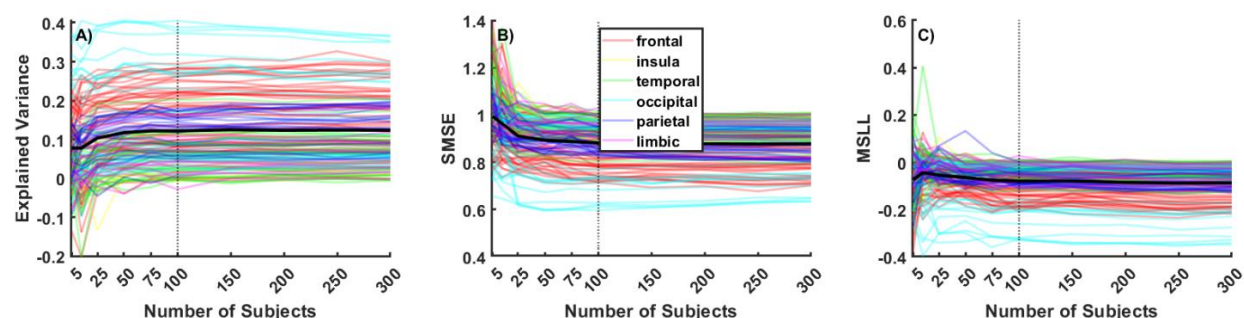 A)
Explained Variance
0.4
0.3
0.2
0.1
0
-0.1
-0.2
5 25 50 75 100 150 200 250 300
Number of Subjects
B)
SMSE
1.4
1.2
1
0.8
0.6
0.4
frontal
insula
temporal
occipital
parietal
limbic
5 25 50 75 100 150 200 250 300
Number of Subjects
C)
MSLL
0.6
0.4
0.2
0
-0.2
-0.4
5 25 50 75 100 150 200 250 300
Number of Subjects